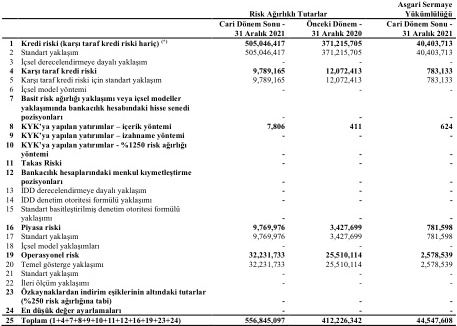 Asgari Sermaye
Risk Ağırlıklı Tutarlar Yükümlülüğü
Cari Dönem Sonu - Önceki Dönem - Cari Dönem Sonu -
31 Aralık 2021 31 Aralık 2020 31 Aralık 2021
1 Kredi riski (karşı taraf kredi riski hariç) (*) 505,046,417 371,215,705 40,403,713
2 Standart yaklaşım 505,046,417 371,215,705 40,403,713
3 İçsel derecelendirmeye dayalı yaklaşım - - -
4 Karşı taraf kredi riski 9,789,165 12,072,413 783,133
5 Karşı taraf kredi riski için standart yaklaşım 9,789,165 12,072,413 783,133
6 İçsel model yöntemi - - -
7 Basit risk ağırlığı yaklaşımı veya içsel modeller
yaklaşımında bankacılık hesabındaki hisse senedi
pozisyonları - - -
8 KYK'ya yapılan yatırımlar – içerik yöntemi 7,806 411 624
9 KYK'ya yapılan yatırımlar – izahname yöntemi - - -
10 KYK'ya yapılan yatırımlar - %1250 risk ağırlığı
yöntemi - - -
11 Takas Riski - - -
12 Bankacılık hesaplarındaki menkul kıymetleştirme
pozisyonları - - -
13 İDD derecelendirmeye dayalı yaklaşım - - -
14 İDD denetim otoritesi formülü yaklaşımı - - -
15 Standart basitleştirilmiş denetim otoritesi formülü
yaklaşımı - - -
16 Piyasa riski 9,769,976 3,427,699 781,598
17 Standart yaklaşım 9,769,976 3,427,699 781,598
18 İçsel model yaklaşımları - - -
19 Operasyonel risk 32,231,733 25,510,114 2,578,539
20 Temel gösterge yaklaşımı 32,231,733 25,510,114 2,578,539
21 Standart yaklaşım - - -
22 İleri ölçüm yaklaşımı - - -
23 Özkaynaklardan indirim eşiklerinin altındaki tutarlar
(%250 risk ağırlığına tabi) - - -
24 En düşük değer ayarlamaları - - -
25 Toplam (1+4+7+8+9+10+11+12+16+19+23+24) 556,845,097 412,226,342 44,547,608